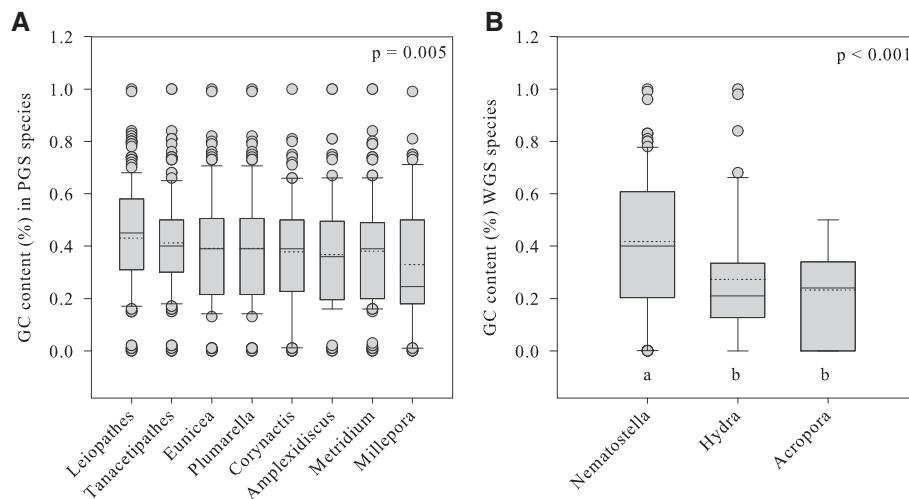 A
GC content (%) in PGS species
1.2
1.0
0.8
0.6
0.4
0.2
0.0
p = 0.005
Leiopathes
Tanacetipathes
Eunicea
Plumarella
Corynactis
Amplexidiscus
Metridium
Millepora
B
GC content (%) WGS species
1.2
1.0
0.8
0.6
0.4
0.2
0.0
p < 0.001
a b b
Nematostella
Hydra
Acropora